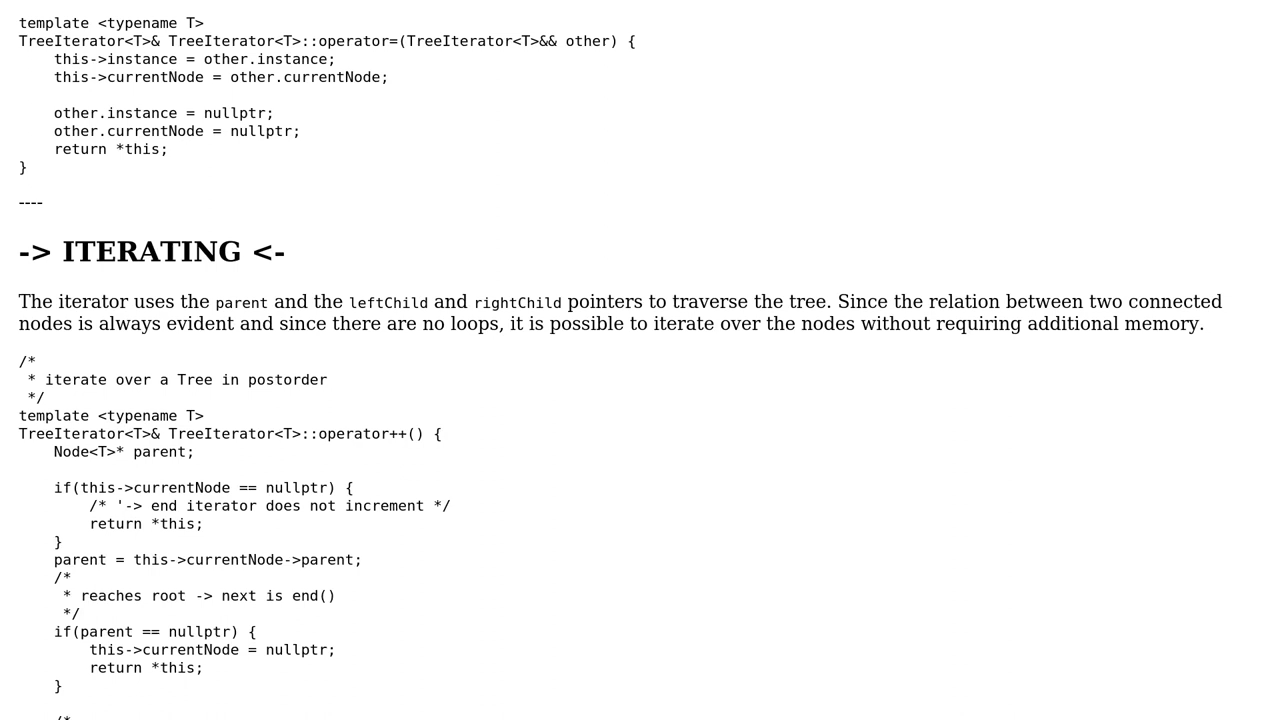 template <typename T>
TreeIterator<T>& TreeIterator<T>::operator=(TreeIterator<T>&& other) {
    this->instance = other.instance;
    this->currentNode = other.currentNode;

    other.instance = nullptr;
    other.currentNode = nullptr;
    return *this;
}
----
-> ITERATING <-
The iterator uses the parent and the leftChild and rightChild pointers to traverse the tree. Since the relation between two connected
nodes is always evident and since there are no loops, it is possible to iterate over the nodes without requiring additional memory.
/*
 * iterate over a Tree in postorder
 */
template <typename T>
TreeIterator<T>& TreeIterator<T>::operator++() {
    Node<T>* parent;

    if(this->currentNode == nullptr) {
        /* '-> end iterator does not increment */
        return *this;
    }
    parent = this->currentNode->parent;
    /*
     * reaches root -> next is end()
     */
    if(parent == nullptr) {
        this->currentNode = nullptr;
        return *this;
    }

    /*